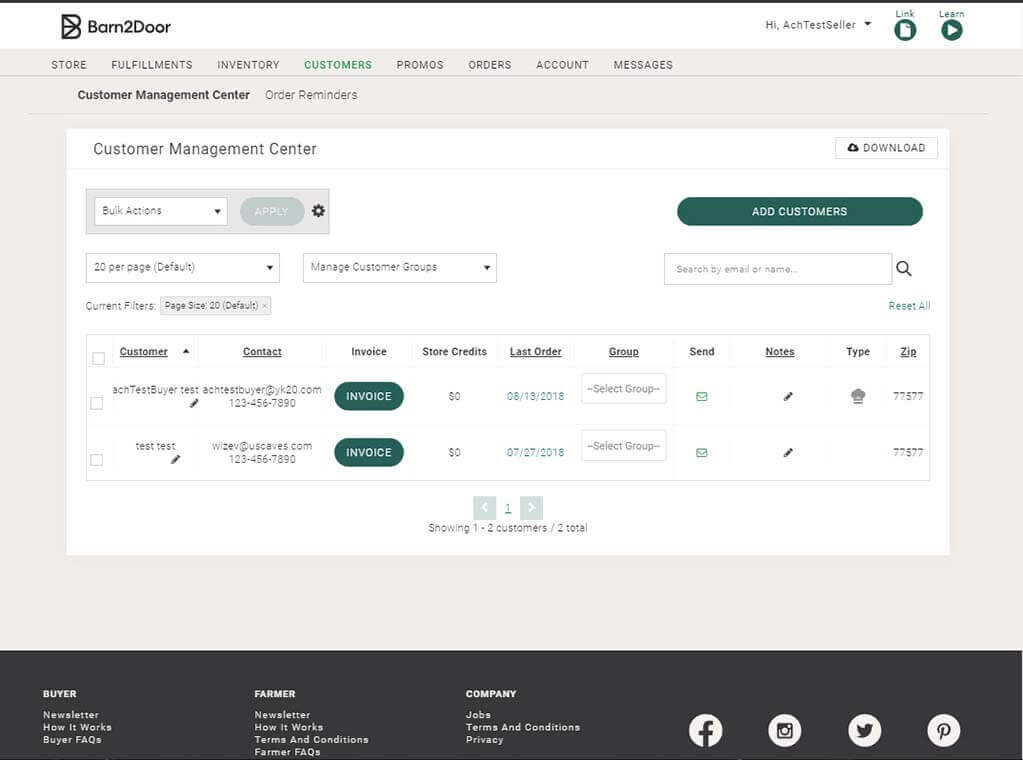 Barn2Door
Hi, AchTestSeller
Link
Learn
STORE FULFILLMENTS INVENTORY CUSTOMERS PROMOS ORDERS ACCOUNT MESSAGES
Customer Management Center Order Reminders
Customer Management Center
DOWNLOAD
Bulk Actions APPLY
ADD CUSTOMERS
20 per page (Default) Manage Customer Groups
Search by email or name...
Current Filters: Page Size: 20 (Default) ×
Reset All
Customer Contact Invoice Store Credits Last Order Group Send Notes Type Zip
achTestBuyer test achtestbuyer@yk20.com 123-456-7890 INVOICE $0 08/13/2018 --Select Group-- 77577
test test wizev@uscaves.com 123-456-7890 INVOICE $0 07/27/2018 --Select Group-- 77577
1
Showing 1 - 2 customers / 2 total
BUYER
Newsletter
How It Works
Buyer FAQs
FARMER
Newsletter
How It Works
Terms And Conditions
Farmer FAQs
COMPANY
Jobs
Terms And Conditions
Privacy